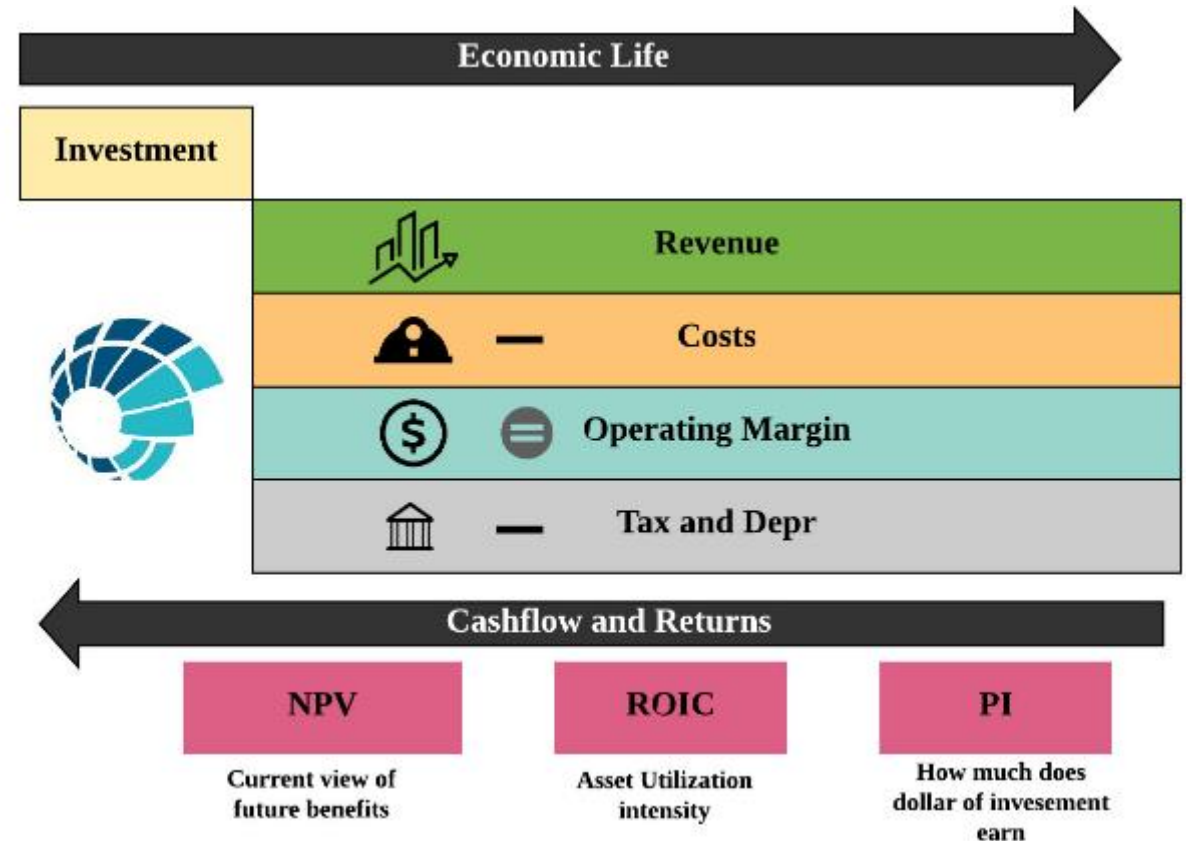 Economic Life
Investment
Revenue
Costs
$ Operating Margin
Tax and Depr
Cashflow and Returns
NPV
ROIC
PI
Current view of
future benefits
Asset Utilization
intensity
How much does
dollar of invesement
earn